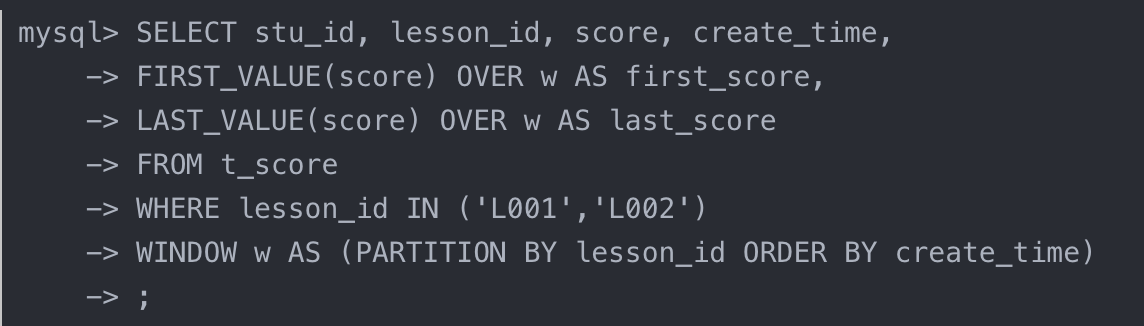 mysql> SELECT stu_id, lesson_id, score, create_time,
    -> FIRST_VALUE(score) OVER w AS first_score,
    -> LAST_VALUE(score) OVER w AS last_score
    -> FROM t_score
    -> WHERE lesson_id IN ('L001','L002')
    -> WINDOW w AS (PARTITION BY lesson_id ORDER BY create_time)
    -> ;